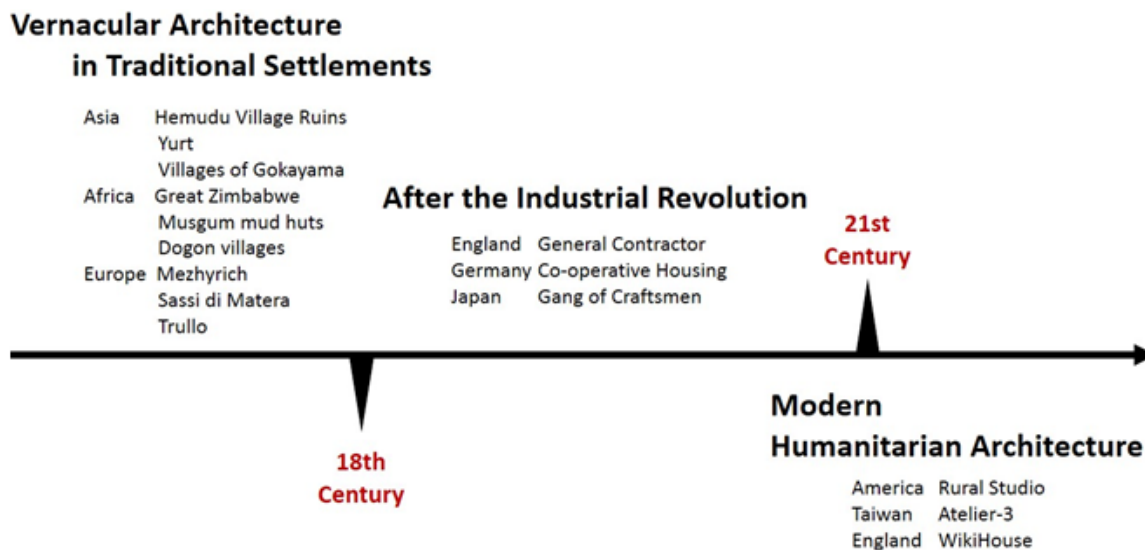 Vernacular Architecture
in Traditional Settlements
Asia Hemudu Village Ruins
Yurt
Villages of Gokayama
Africa Great Zimbabwe
Musgum mud huts
Dogon villages
Europe Mezhyrich
Sassi di Matera
Trullo
After the Industrial Revolution
England General Contractor
Germany Co-operative Housing
Japan Gang of Craftsmen
21st
Century
18th
Century
Modern
Humanitarian Architecture
America Rural Studio
Taiwan Atelier-3
England WikiHouse